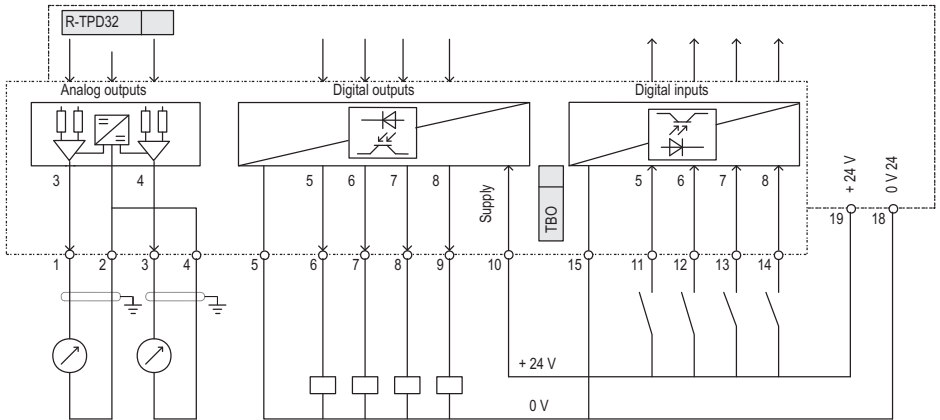 R-TPD32
Analog outputs
Digital outputs
Digital inputs
3 4 5 6 7 8 5 6 7 8
Supply
TBO
+ 24 V
0 V 24
19 18
1 2 3 4 5 6 7 8 9 10 15 11 12 13 14
+ 24 V
0 V